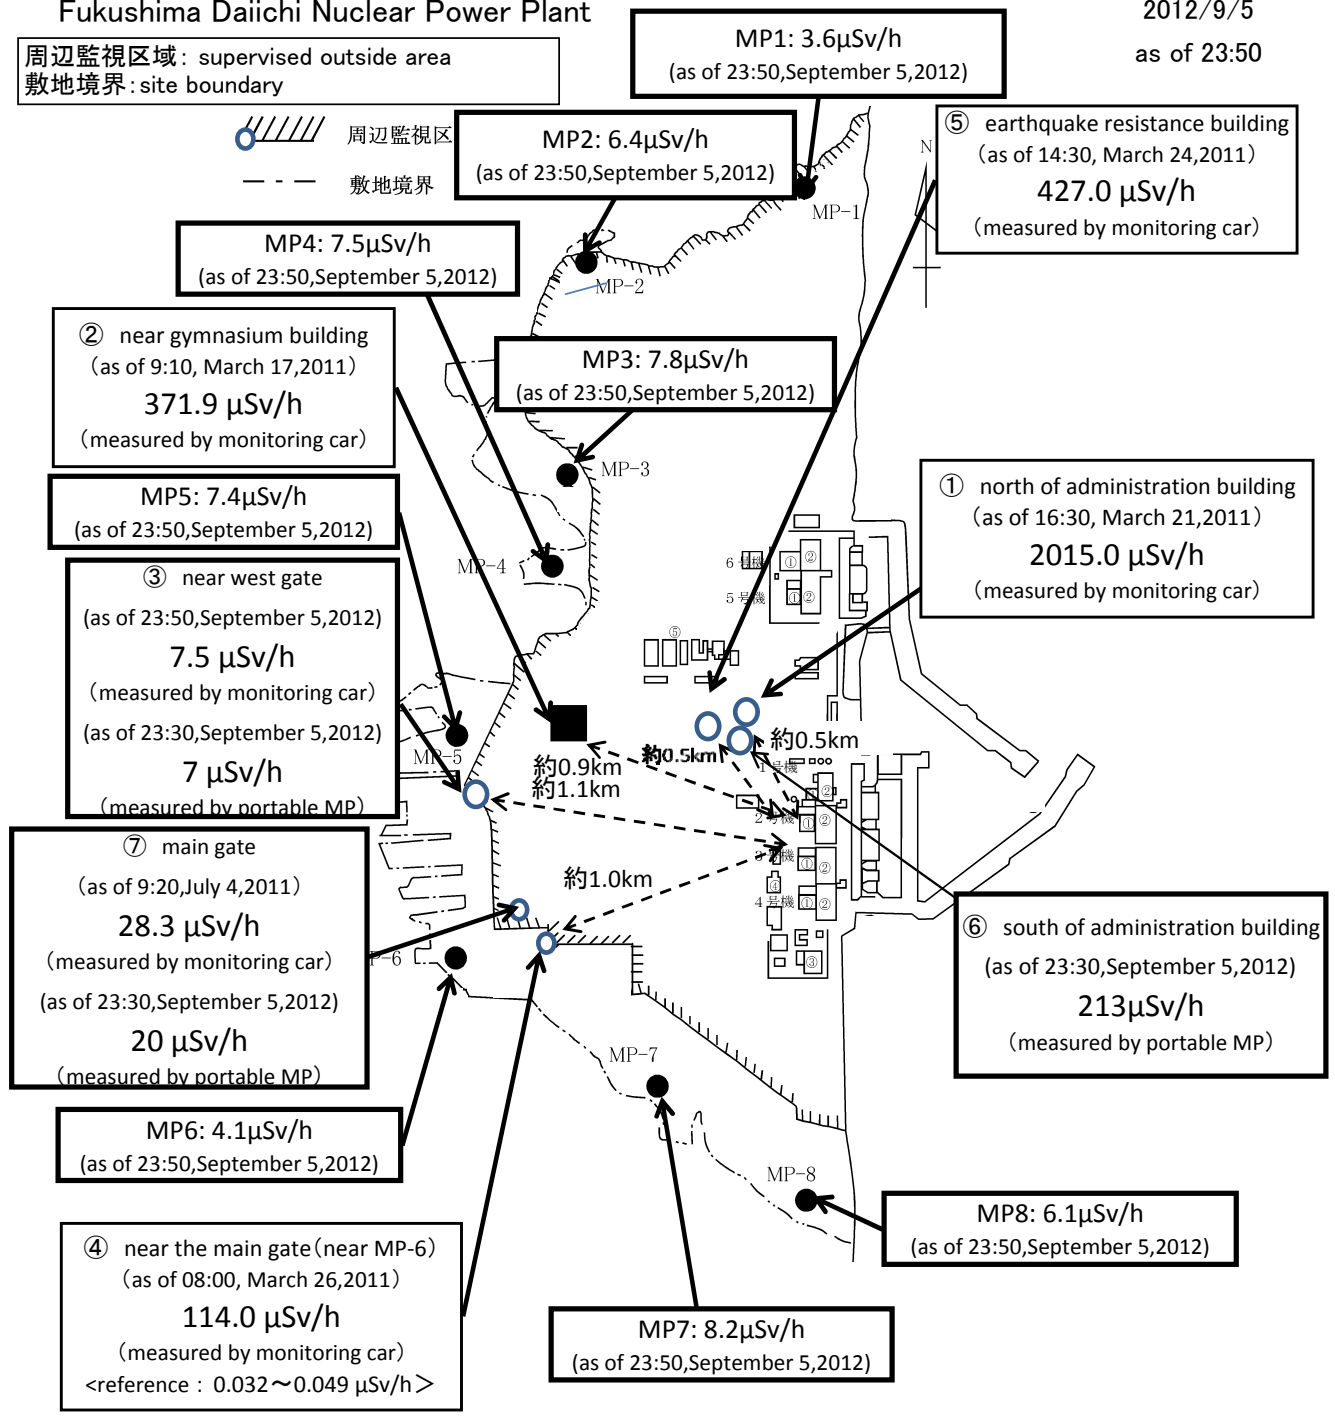 Fukushima Daiichi Nuclear Power Plant
2012/9/5
as of 23:50
周辺監視区域: supervised outside area
敷地境界:site boundary
周辺監視区
敷地境界
MP1: 3.6μSv/h
(as of 23:50,September 5,2012)
MP2: 6.4μSv/h
(as of 23:50,September 5,2012)
⑤ earthquake resistance building
(as of 14:30, March 24,2011)
427.0 μSv/h
(measured by monitoring car)
N
MP-1
MP4: 7.5μSv/h
(as of 23:50,September 5,2012)
MP-2
② near gymnasium building
(as of 9:10, March 17,2011)
371.9 μSv/h
(measured by monitoring car)
MP3: 7.8μSv/h
(as of 23:50,September 5,2012)
MP-3
MP5: 7.4μSv/h
(as of 23:50,September 5,2012)
① north of administration building
(as of 16:30, March 21,2011)
2015.0 μSv/h
(measured by monitoring car)
MP-4
6号機
① ②
5号機
① ②
⑤
③ near west gate
(as of 23:50,September 5,2012)
7.5 μSv/h
(measured by monitoring car)
(as of 23:30,September 5,2012)
7 μSv/h
(measured by portable MP)
MP-5
約0.9km
約1.1km
約0.5km
約0.5km
1号機
②
2号機
① ②
3号機
① ②
④
4号機
① ②
③
約1.0km
⑦ main gate
(as of 9:20,July 4,2011)
28.3 μSv/h
(measured by monitoring car)
(as of 23:30,September 5,2012)
20 μSv/h
(measured by portable MP)
P-6
⑥ south of administration building
(as of 23:30,September 5,2012)
213μSv/h
(measured by portable MP)
MP-7
MP6: 4.1μSv/h
(as of 23:50,September 5,2012)
MP-8
MP8: 6.1μSv/h
(as of 23:50,September 5,2012)
④ near the main gate(near MP-6)
(as of 08:00, March 26,2011)
114.0 μSv/h
(measured by monitoring car)
<reference : 0.032～0.049 μSv/h>
MP7: 8.2μSv/h
(as of 23:50,September 5,2012)